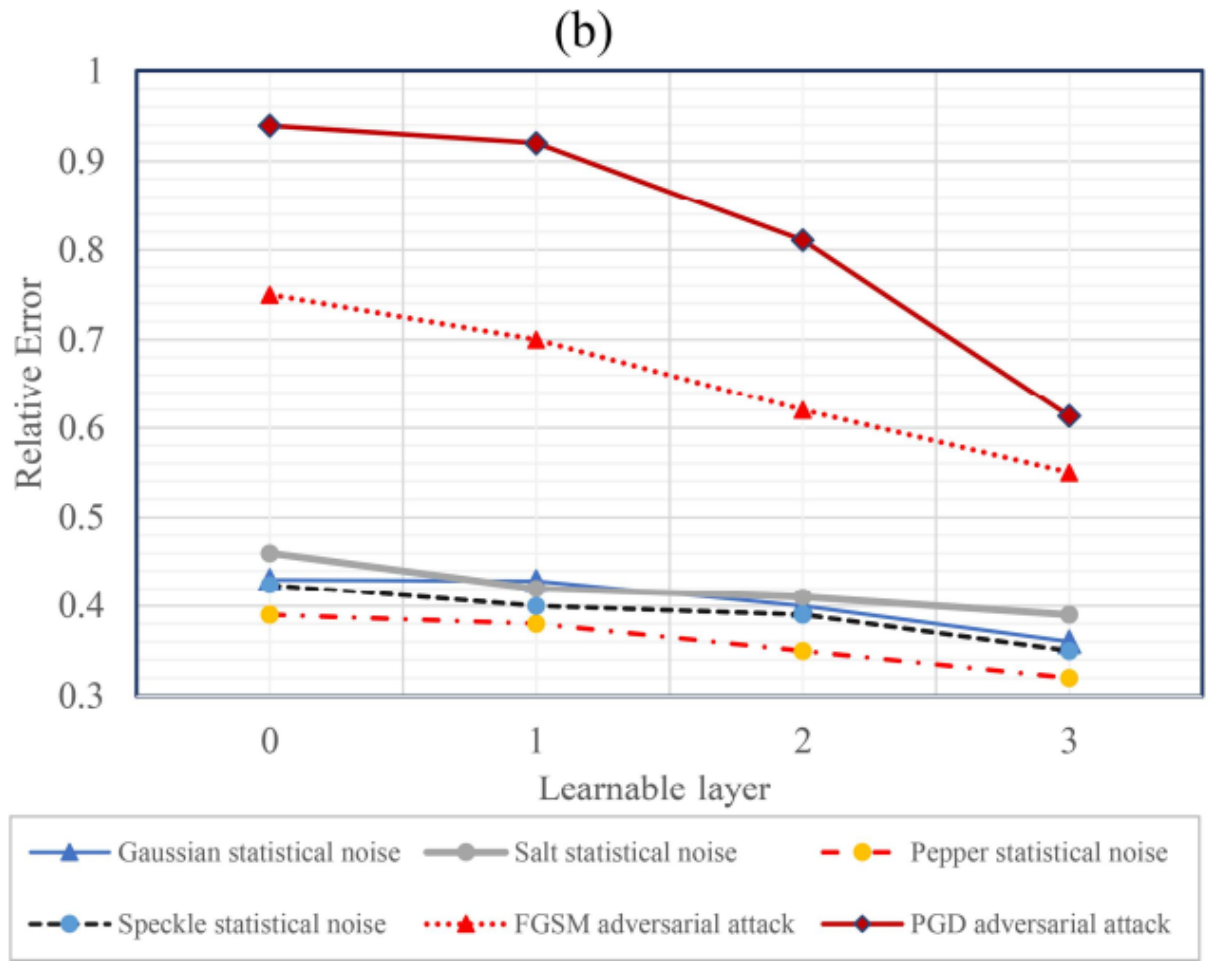 (b)
1
0.9
0.8
0.7
0.6
0.5
0.4
0.3
Relative Error
0 1 2 3
Learnable layer
Gaussian statistical noise Salt statistical noise Pepper statistical noise
Speckle statistical noise FGSM adversarial attack PGD adversarial attack